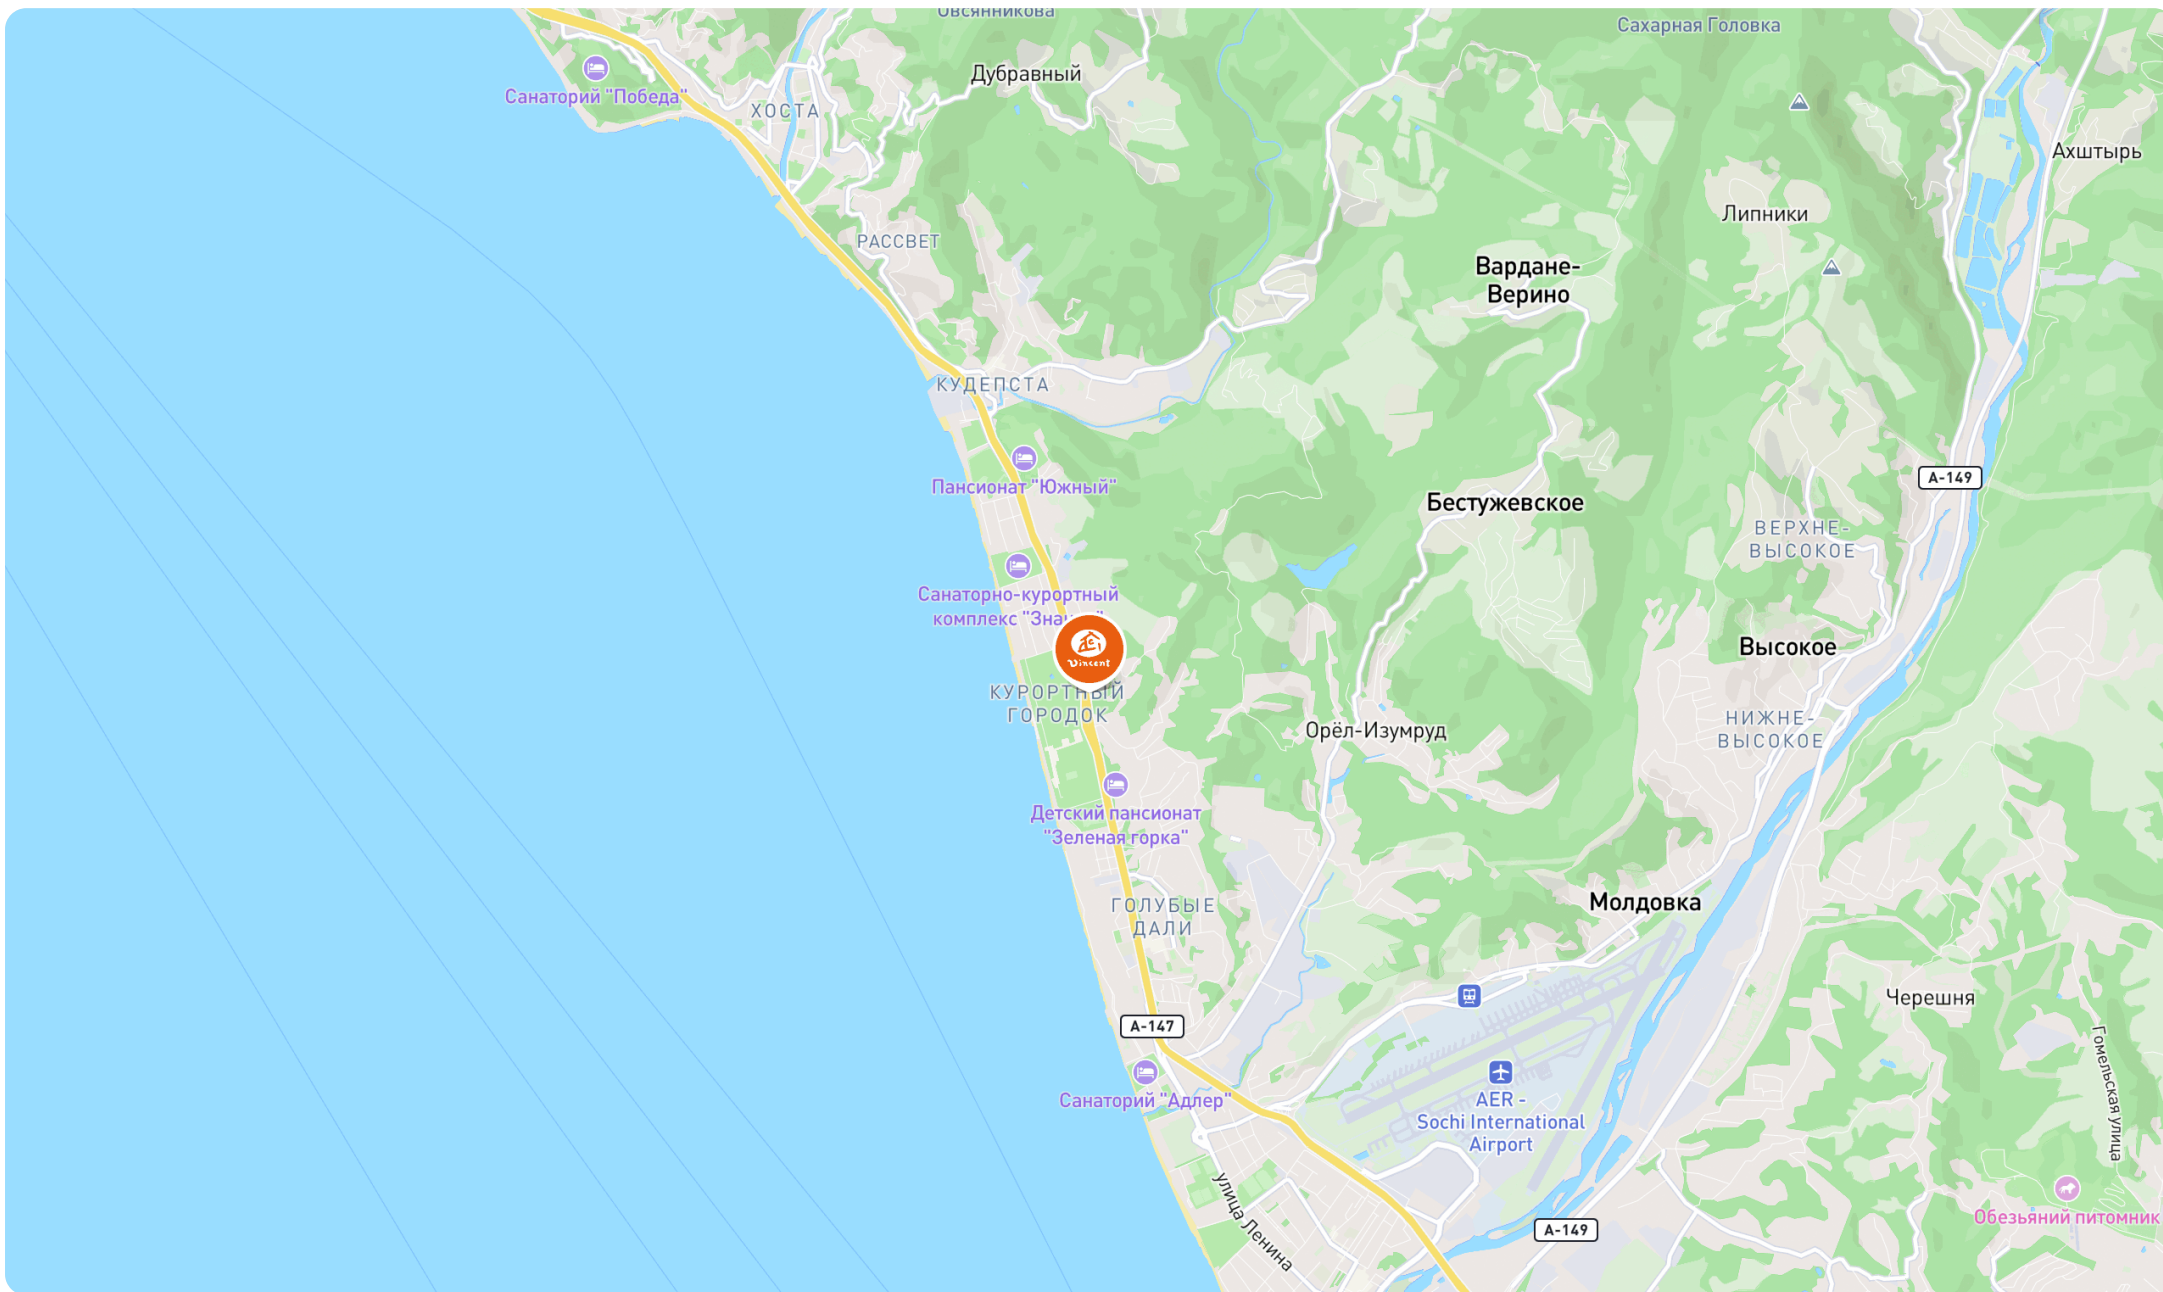 Овсянникова
Сахарная Головка
Дубравный
Санаторий "Победа"
ХОСТА
Ахштырь
Липники
РАССВЕТ
Вардане-
Верино
КУДЕПСТА
А-149
Пансионат "Южный"
Бестужевское
ВЕРХНЕ-
ВЫСОКОЕ
Санаторно-курортный
комплекс
Высокое
Vincent
КУРОРТНЫЙ
ГОРОДОК
НИЖНЕ-
ВЫСОКОЕ
Орёл-Изумруд
Детский пансионат
"Зеленая горка"
ГОЛУБЫЕ
ДАЛИ
Молдовка
Черешня
А-147
Гомельская улица
Санаторий "Адлер"
AER -
Sochi International
Airport
улица Ленина
Обезьяний питомник
А-149